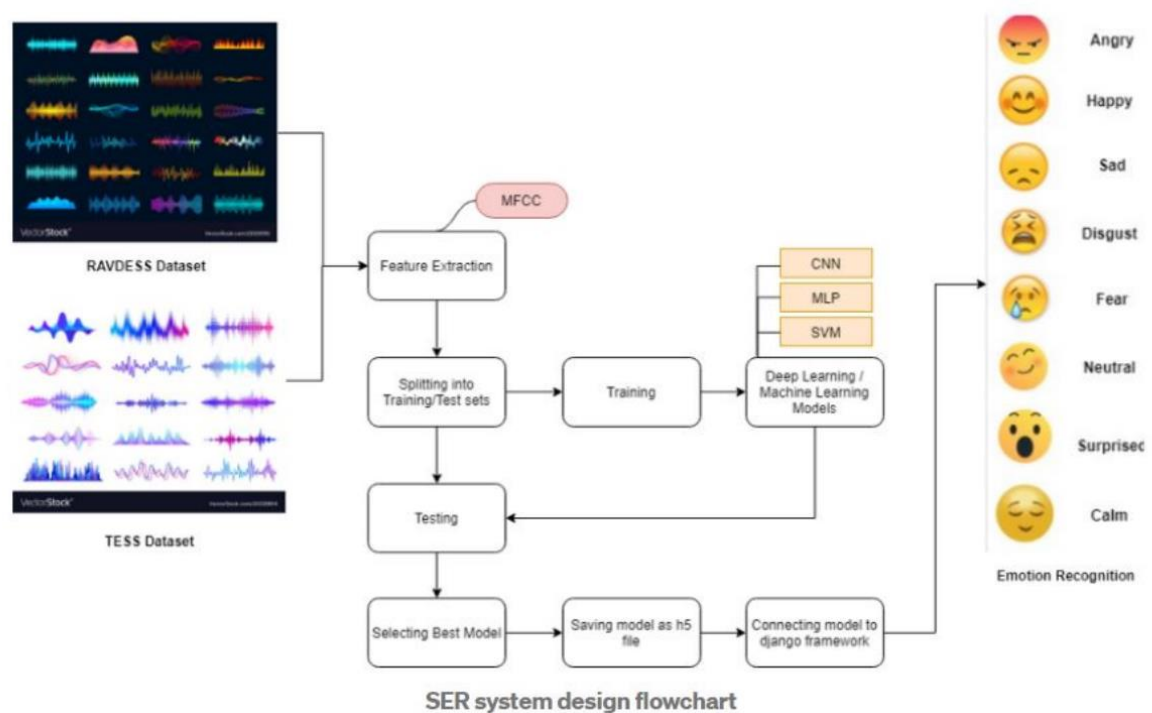 VectorStock®
RAVDESS Dataset
VectorStock®
TESS Dataset
MFCC
Feature Extraction
Splitting into
Training/Test sets
Training
CNN
MLP
SVM
Deep Learning /
Machine Learning
Models
Testing
Selecting Best Model
Saving model as h5
file
Connecting model to
django framework
Angry
Happy
Sad
Disgust
Fear
Neutral
Surprised
Calm
Emotion Recognition
SER system design flowchart